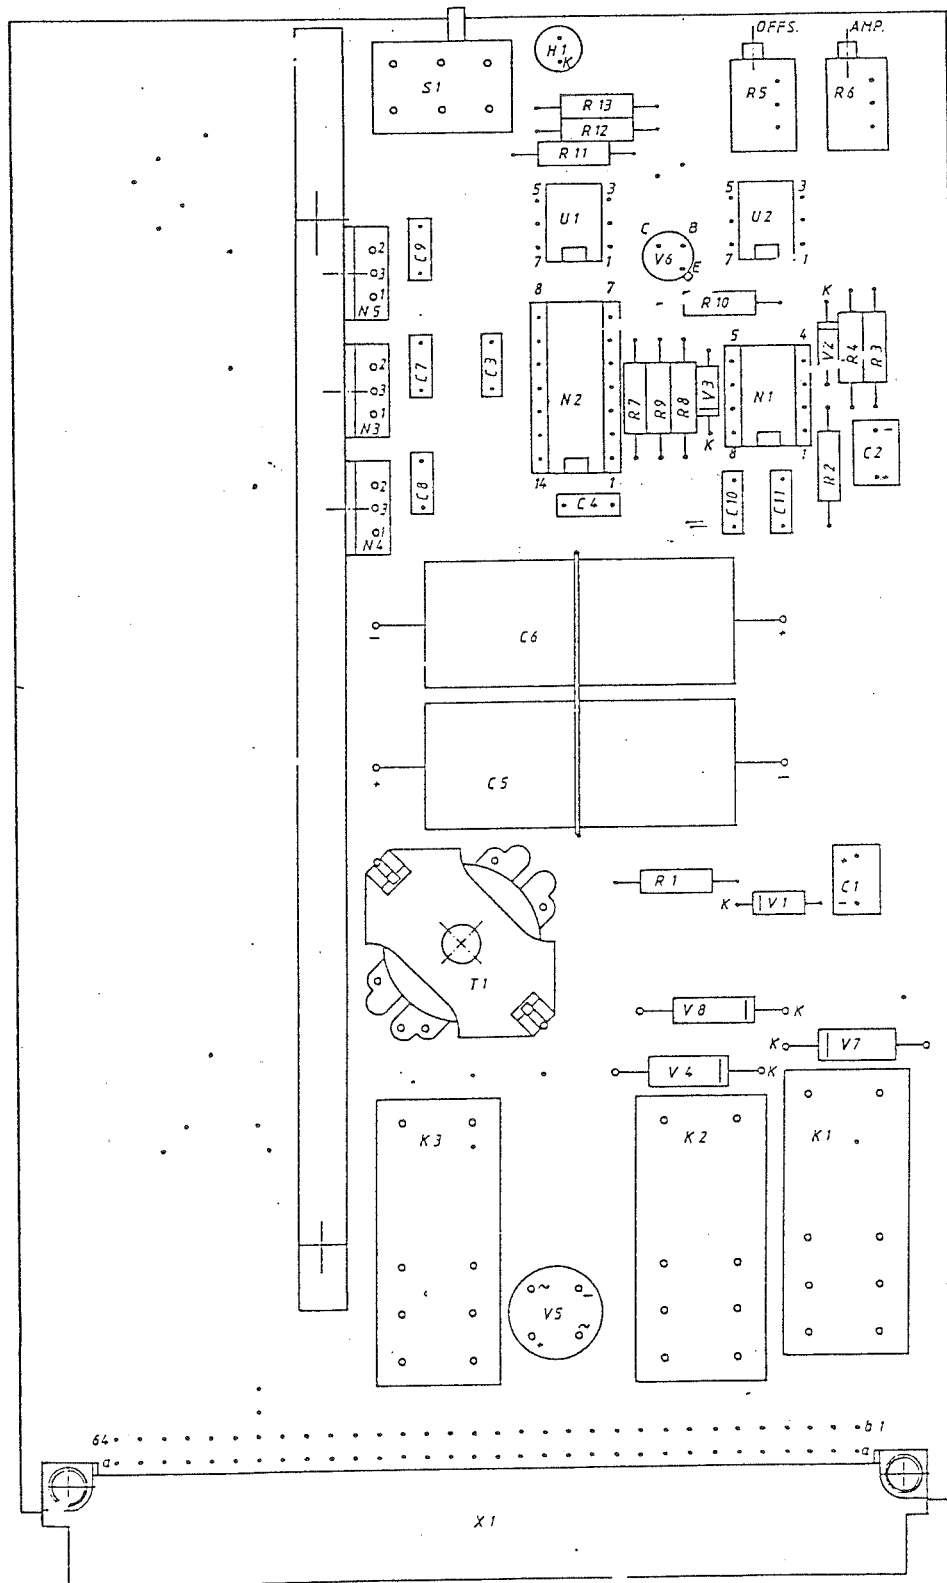 OFFS. AMP.
H1
K
S1
R5 R6
R13
R12
R11
5 3 5 3
U1 U2
7 1 7 1
C B
V6
E
C9
2
3
1
N5
8 7
R10
K
V2
R4
R3
5 4
C7
2
3
1
N3
C3
N2
R7
R9
R8
V3
K
N1
8 1
R2
-
C2
+
C8
2
3
1
N4
14 1
C4
C10
C11
- C6 +
+ C5 -
R1
K V1
+
C1
-
T1
V8 K
K V7
V4 K
K3 K2 K1
~ -
V5
+ ~
64 b1
a a
X1